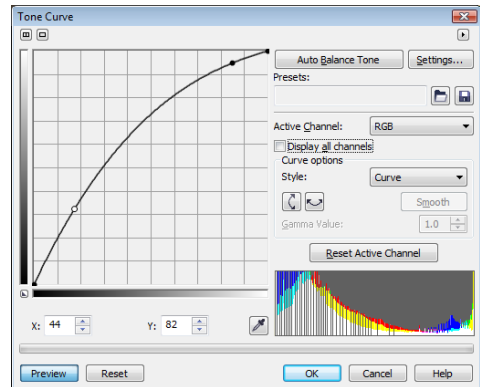 Tone Curve
Auto Balance Tone
Settings...
Presets:
Active Channel:
RGB
Display all channels
Curve options
Style:
Curve
Smooth
Gamma Value:
1.0
Reset Active Channel
X: 44
Y: 82
Preview
Reset
OK
Cancel
Help